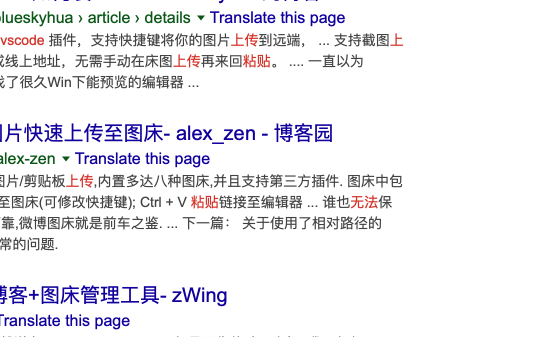 blueskyhua › article › details ▼ Translate this page
vscode 插件，支持快捷键将你的图片上传到远端， ... 支持截图上
成线上地址，无需手动在床图上传再来回粘贴。 .... 一直以为
找了很久Win下能预览的编辑器 ...
图片快速上传至图床- alex_zen - 博客园
alex-zen ▼ Translate this page
图片/剪贴板上传,内置多达八种图床,并且支持第三方插件. 图床中包
至图床(可修改快捷键); Ctrl + V 粘贴链接至编辑器 ... 谁也无法保
靠,微博图床就是前车之鉴. ... 下一篇： 关于使用了相对路径的
常的问题.
博客+图床管理工具- zWing
Translate this page